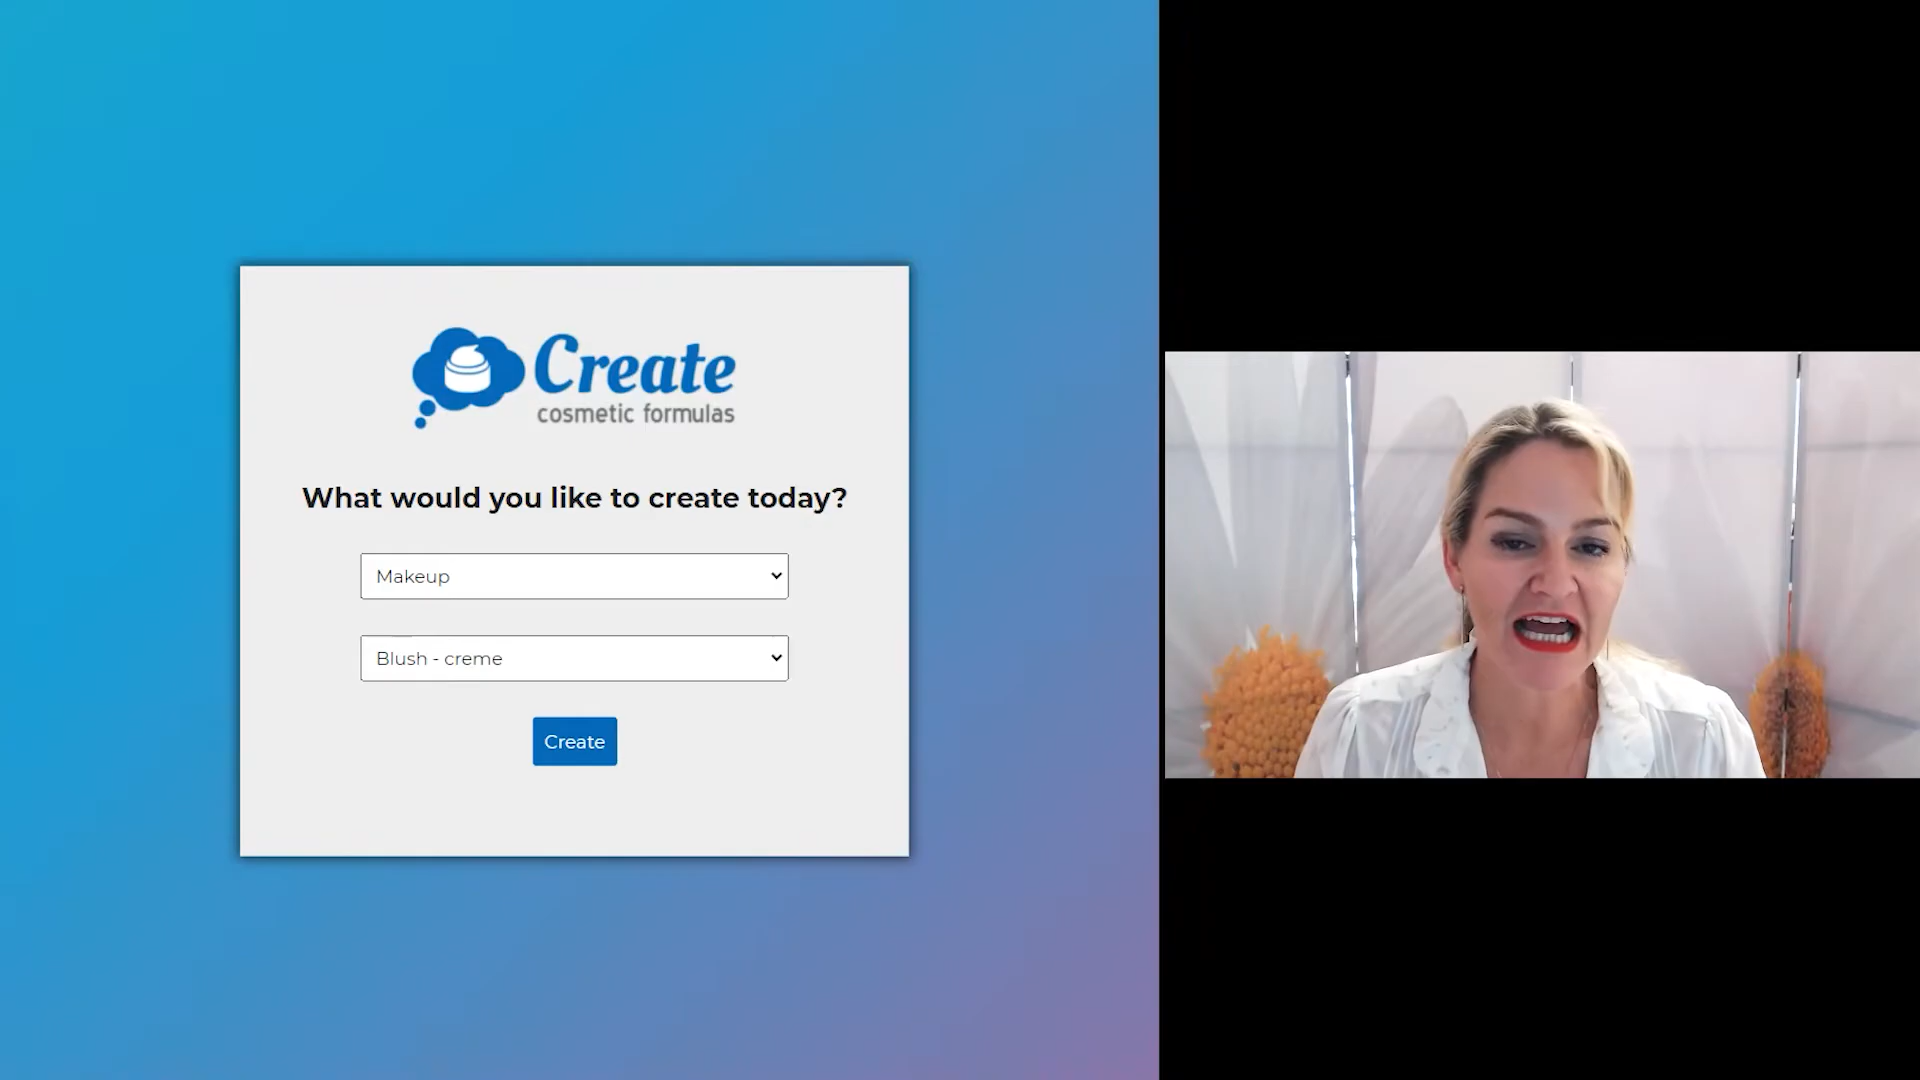 Create
cosmetic formulas
What would you like to create today?
Makeup
Blush - creme
Create